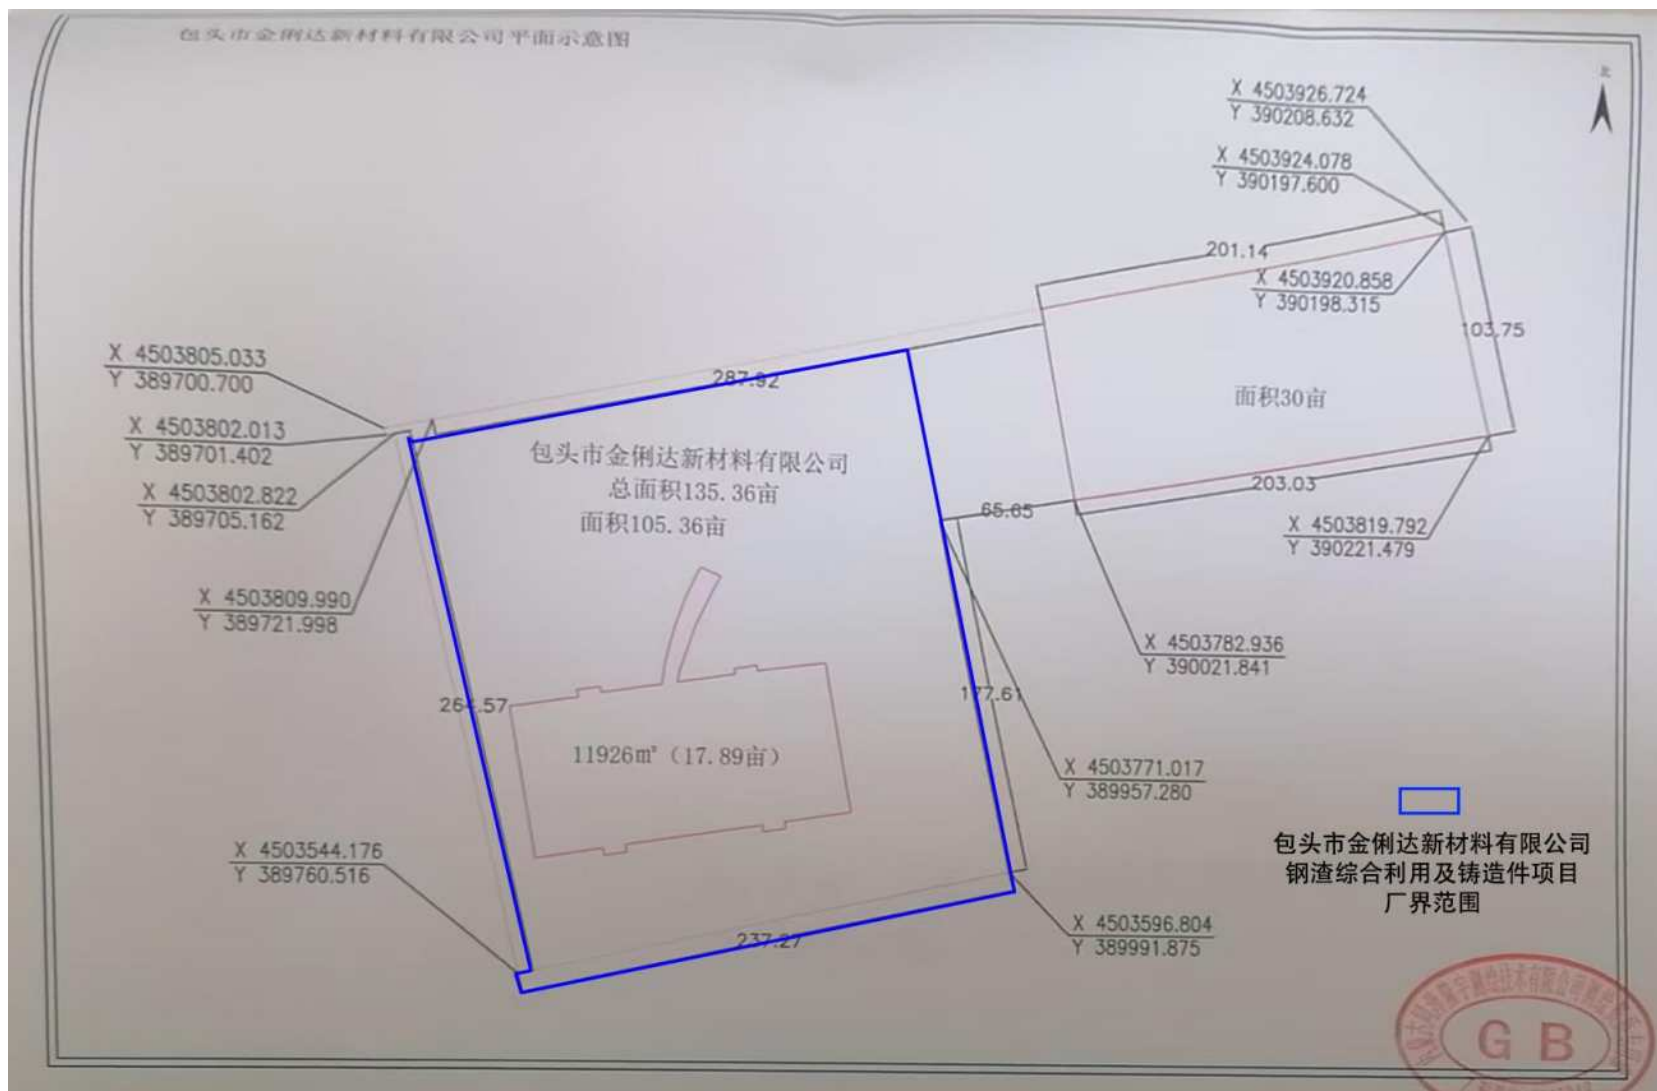 包头市金俐达新材料有限公司平面示意图
北
X 4503926.724
Y 390208.632
X 4503924.078
Y 390197.600
201.14
X 4503920.858
Y 390198.315
103.75
X 4503805.033
Y 389700.700
287.92
面积30亩
X 4503802.013
Y 389701.402
包头市金俐达新材料有限公司
总面积135.36亩
面积105.36亩
X 4503802.822
Y 389705.162
203.03
65.65
X 4503819.792
Y 390221.479
X 4503809.990
Y 389721.998
X 4503782.936
Y 390021.841
264.57
177.61
11926㎡（17.89亩）
X 4503771.017
Y 389957.280
包头市金俐达新材料有限公司
钢渣综合利用及铸造件项目
厂界范围
X 4503544.176
Y 389760.516
237.27
X 4503596.804
Y 389991.875
GB